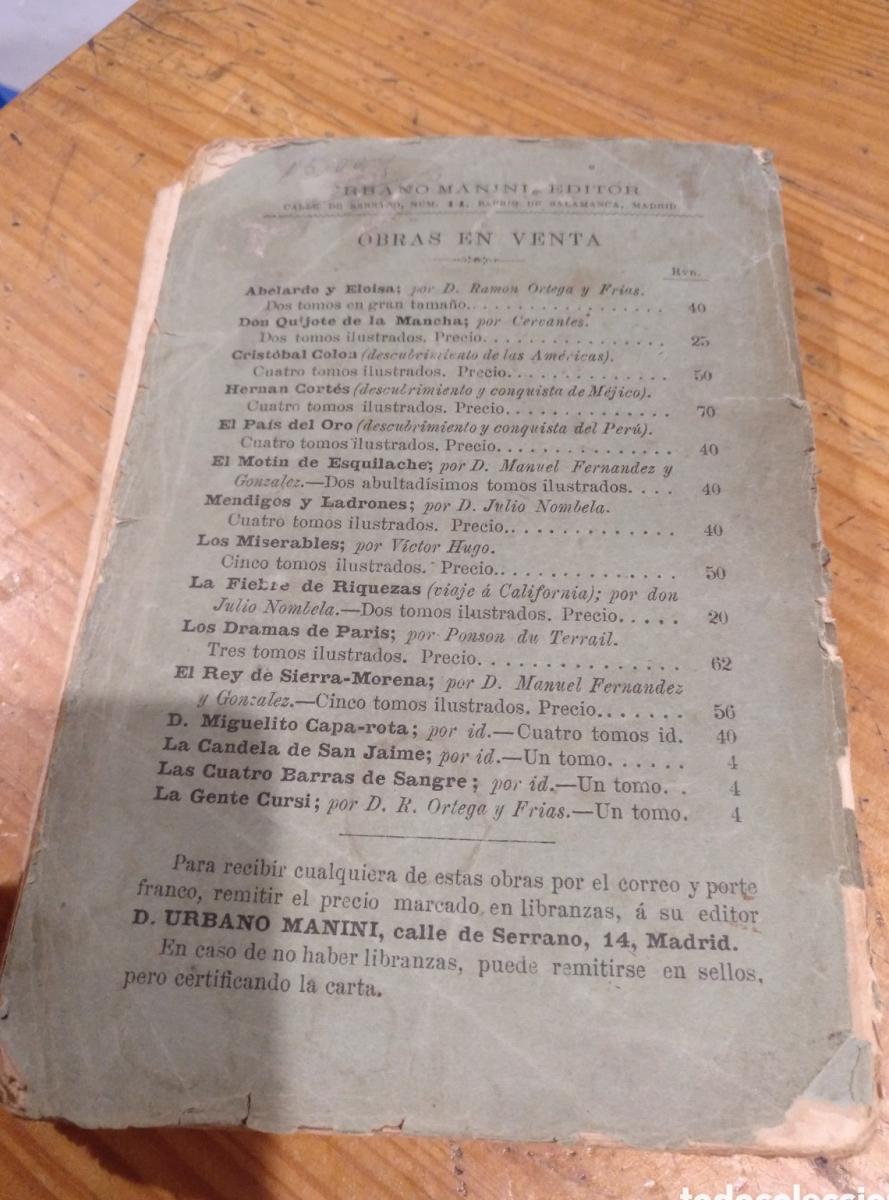 RBANO MANINI, EDITOR
CALLE DE SERRANO, NÚM. 14, BARRIO DE SALAMANCA, MADRID
OBRAS EN VENTA
Rvn.
Abelardo y Eloisa; por D. Ramon Ortega y Frias.
Dos tomos en gran tamaño. 40
Don Quijote de la Mancha; por Cervantes.
Dos tomos ilustrados. Precio. 25
Cristóbal Colon (descubrimiento de las Américas).
Cuatro tomos ilustrados. Precio. 50
Hernan Cortés (descubrimiento y conquista de Méjico).
Cuatro tomos ilustrados. Precio. 70
El País del Oro (descubrimiento y conquista del Perú).
Cuatro tomos ilustrados. Precio. 40
El Motin de Esquilache; por D. Manuel Fernandez y
Gonzalez.—Dos abultadísimos tomos ilustrados. 40
Mendigos y Ladrones; por D. Julio Nombela.
Cuatro tomos ilustrados. Precio. 40
Los Miserables; por Víctor Hugo.
Cinco tomos ilustrados. Precio. 50
La Fiebre de Riquezas (viaje á California); por don
Julio Nombela.—Dos tomos ilustrados. Precio. 20
Los Dramas de Paris; por Ponson du Terrail.
Tres tomos ilustrados. Precio. 62
El Rey de Sierra-Morena; por D. Manuel Fernandez
y Gonzalez.—Cinco tomos ilustrados. Precio. 56
D. Miguelito Capa-rota; por id.—Cuatro tomos id. 40
La Candela de San Jaime; por id.—Un tomo. 4
Las Cuatro Barras de Sangre; por id.—Un tomo. 4
La Gente Cursi; por D. R. Ortega y Frias.—Un tomo. 4
Para recibir cualquiera de estas obras por el correo y porte
franco, remitir el precio marcado en libranzas, á su editor
D. URBANO MANINI, calle de Serrano, 14, Madrid.
En caso de no haber libranzas, puede remitirse en sellos,
pero certificando la carta.